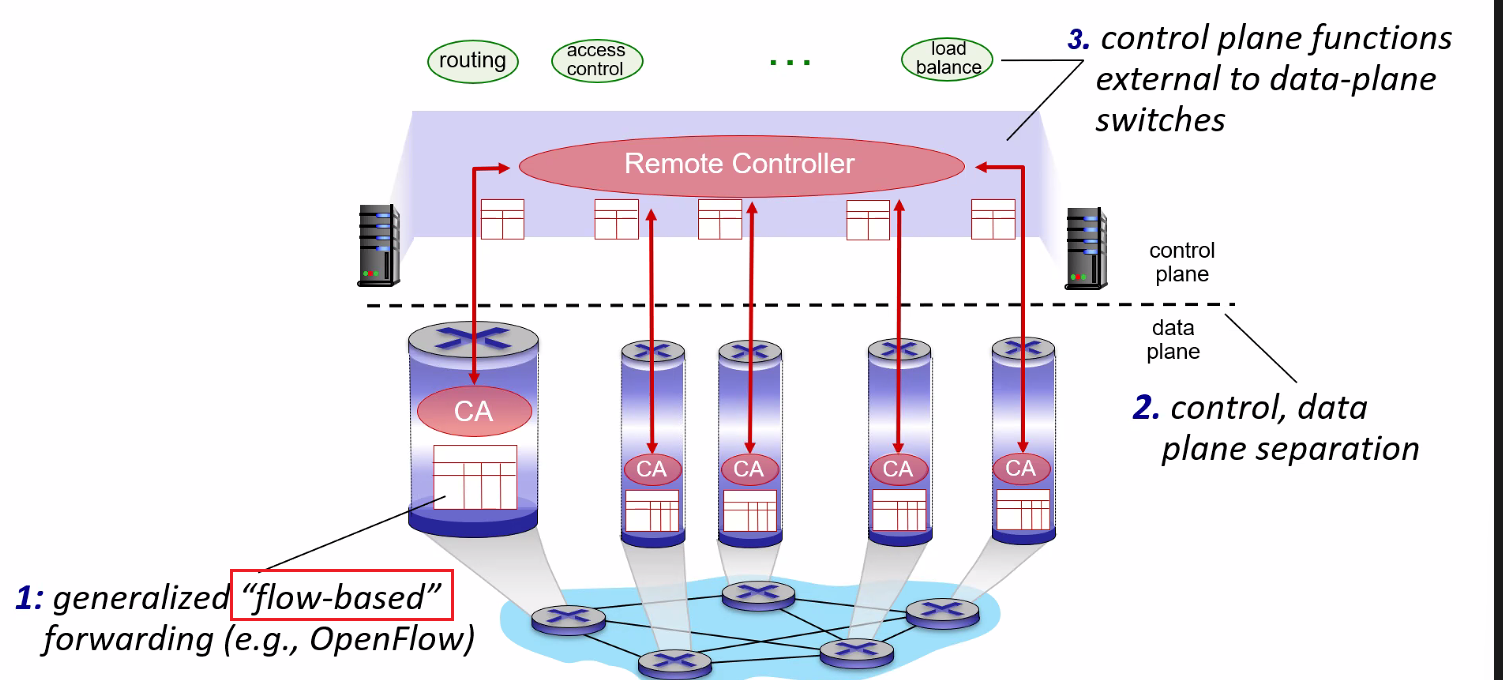 routing
access
control
...
load
balance
3. control plane functions
external to data-plane
switches
Remote Controller
control
plane
data
plane
CA
CA
CA
CA
CA
2. control, data
plane separation
1: generalized “flow-based”
forwarding (e.g., OpenFlow)